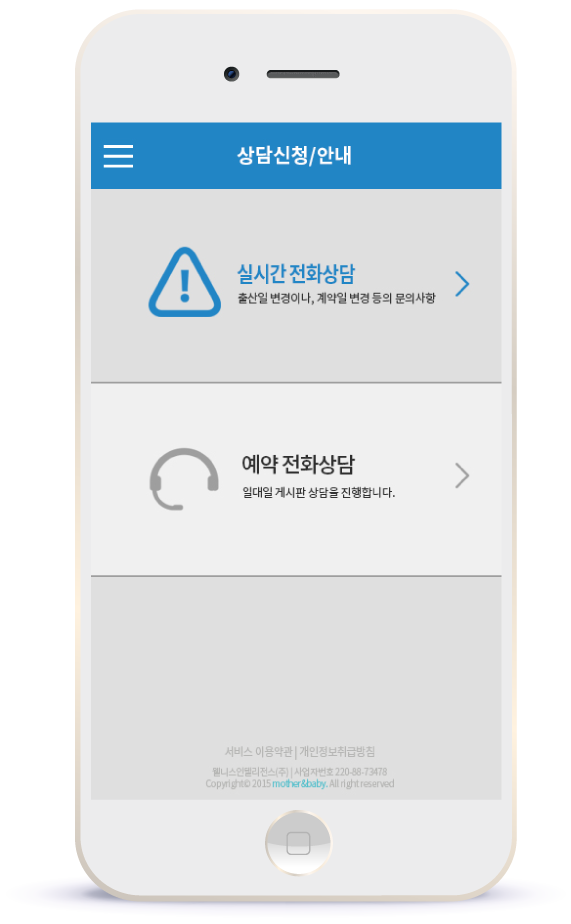 상담신청/안내
실시간 전화상담
출산일 변경이나, 계약일 변경 등의 문의사항
예약 전화상담
일대일 게시판 상담을 진행합니다.
서비스 이용약관 | 개인정보취급방침
웰니스인텔리전스(주) | 사업자번호 220-88-73478
Copyright© 2015 mother&baby. All right reserved